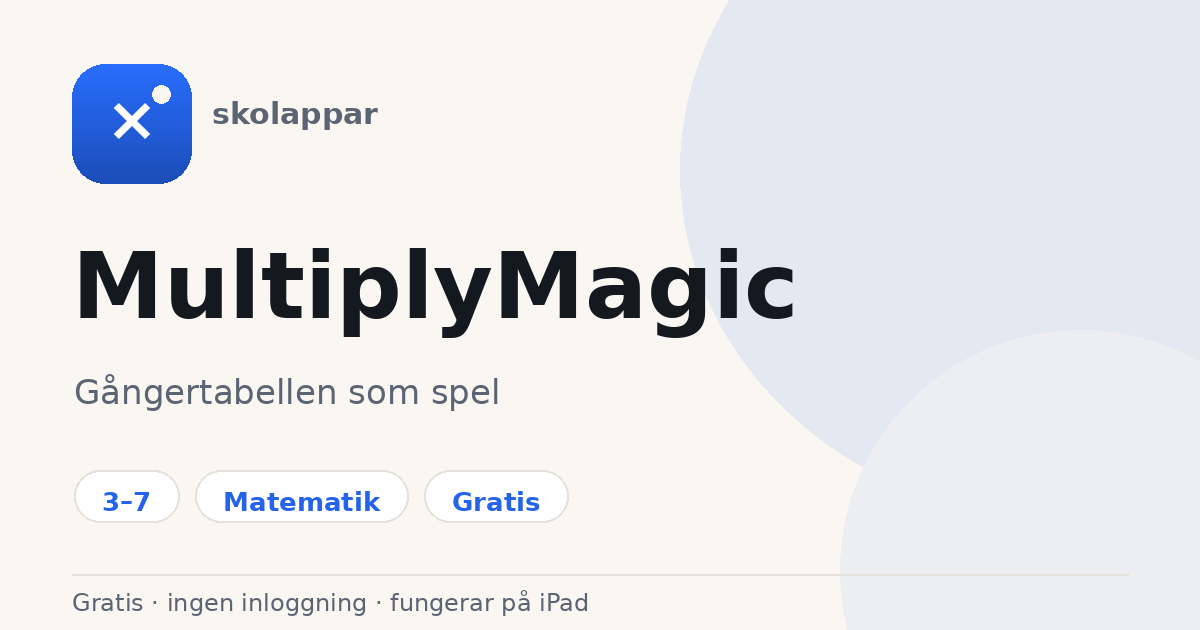 skolappar
MultiplyMagic
Gångertabellen som spel
3–7 Matematik Gratis
Gratis · ingen inloggning · fungerar på iPad